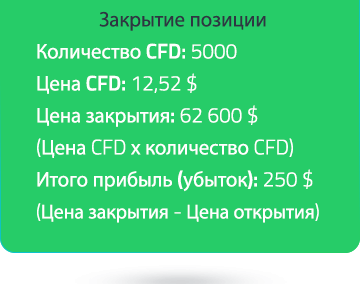 Закрытие позиции
Количество CFD: 5000
Цена CFD: 12,52 $
Цена закрытия: 62 600 $
(Цена CFD x количество CFD)
Итого прибыль (убыток): 250 $
(Цена закрытия - Цена открытия)